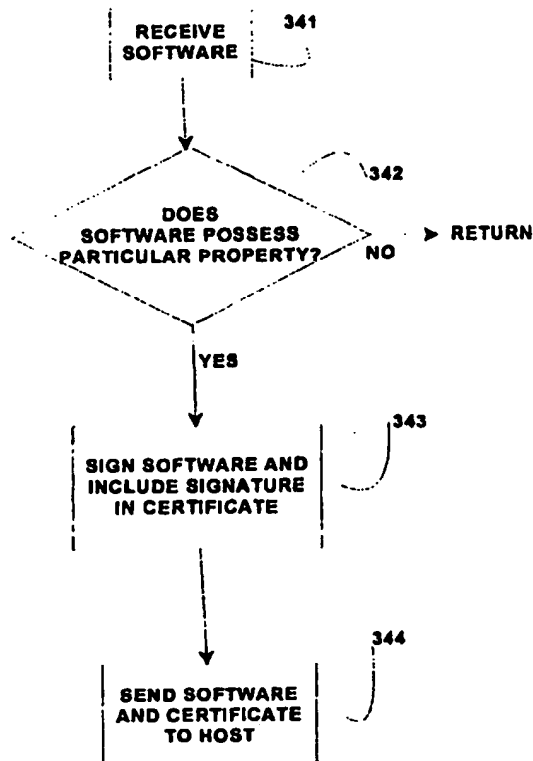 RECEIVE
SOFTWARE
341
342
DOES
SOFTWARE POSSESS
PARTICULAR PROPERTY?
NO
RETURN
YES
343
SIGN SOFTWARE AND
INCLUDE SIGNATURE
IN CERTIFICATE
344
SEND SOFTWARE
AND CERTIFICATE
TO HOST